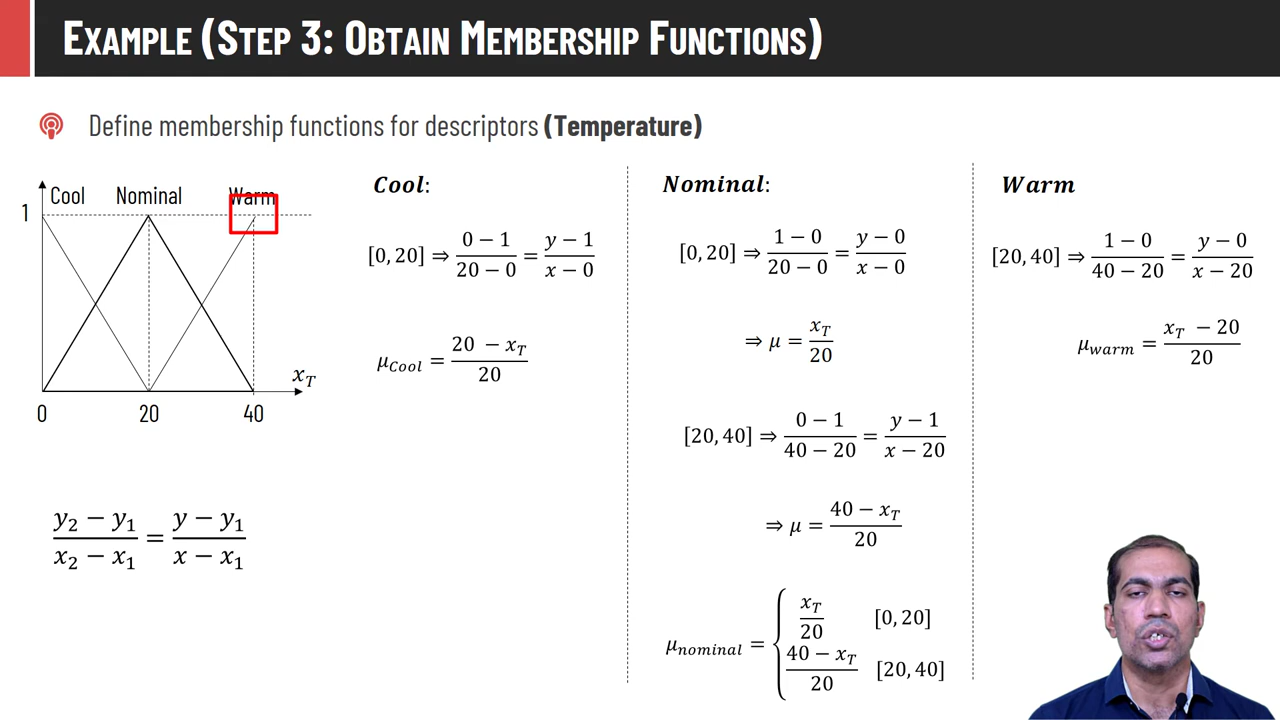 EXAMPLE (STEP 3: OBTAIN MEMBERSHIP FUNCTIONS)
Define membership functions for descriptors (Temperature)
Cool Nominal Warm
1
x_T
0 20 40
(y₂ − y₁)/(x₂ − x₁) = (y − y₁)/(x − x₁)
Cool:
[0, 20] ⇒ (0 − 1)/(20 − 0) = (y − 1)/(x − 0)
μ_Cool = (20 − x_T)/20
Nominal:
[0, 20] ⇒ (1 − 0)/(20 − 0) = (y − 0)/(x − 0)
⇒ μ = x_T/20
[20, 40] ⇒ (0 − 1)/(40 − 20) = (y − 1)/(x − 20)
⇒ μ = (40 − x_T)/20
μ_nominal = { x_T/20 [0, 20]
(40 − x_T)/20 [20, 40]
Warm
[20, 40] ⇒ (1 − 0)/(40 − 20) = (y − 0)/(x − 20)
μ_warm = (x_T − 20)/20